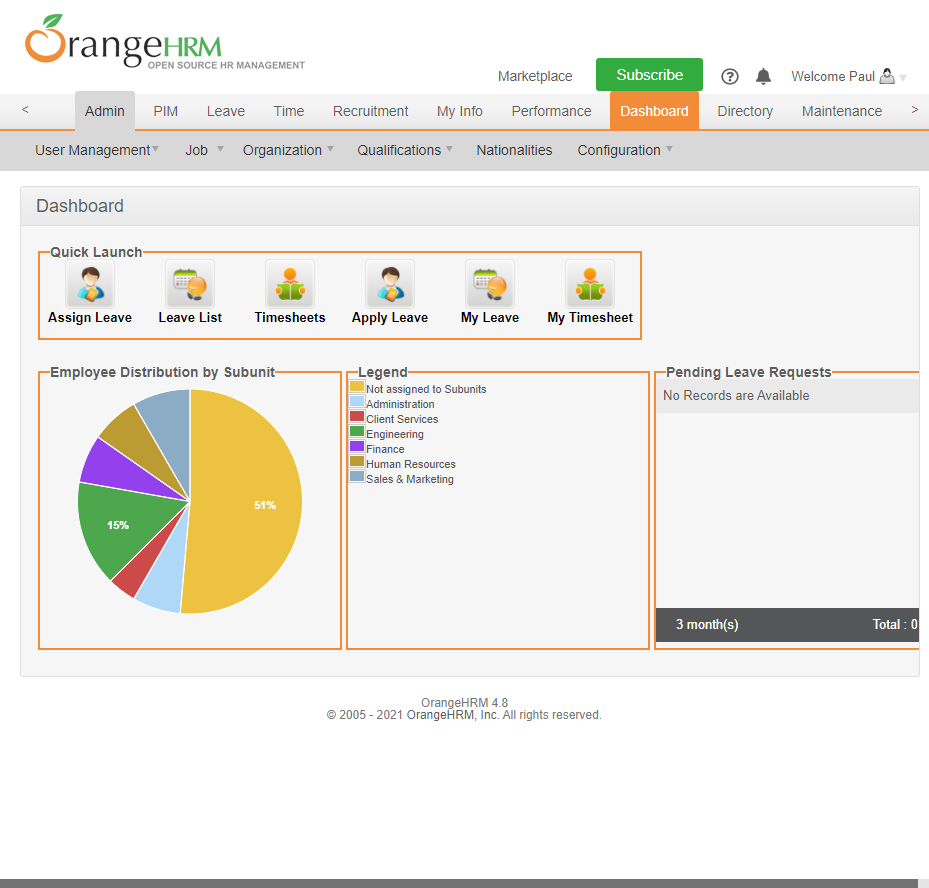 OrangeHRM
OPEN SOURCE HR MANAGEMENT
Marketplace Subscribe Welcome Paul
< Admin PIM Leave Time Recruitment My Info Performance Dashboard Directory Maintenance >
User Management Job Organization Qualifications Nationalities Configuration
Dashboard
Quick Launch
Assign Leave Leave List Timesheets Apply Leave My Leave My Timesheet
Employee Distribution by Subunit
51%
15%
Legend
Not assigned to Subunits
Administration
Client Services
Engineering
Finance
Human Resources
Sales & Marketing
Pending Leave Requests
No Records are Available
3 month(s) Total : 0
OrangeHRM 4.8
© 2005 - 2021 OrangeHRM, Inc. All rights reserved.